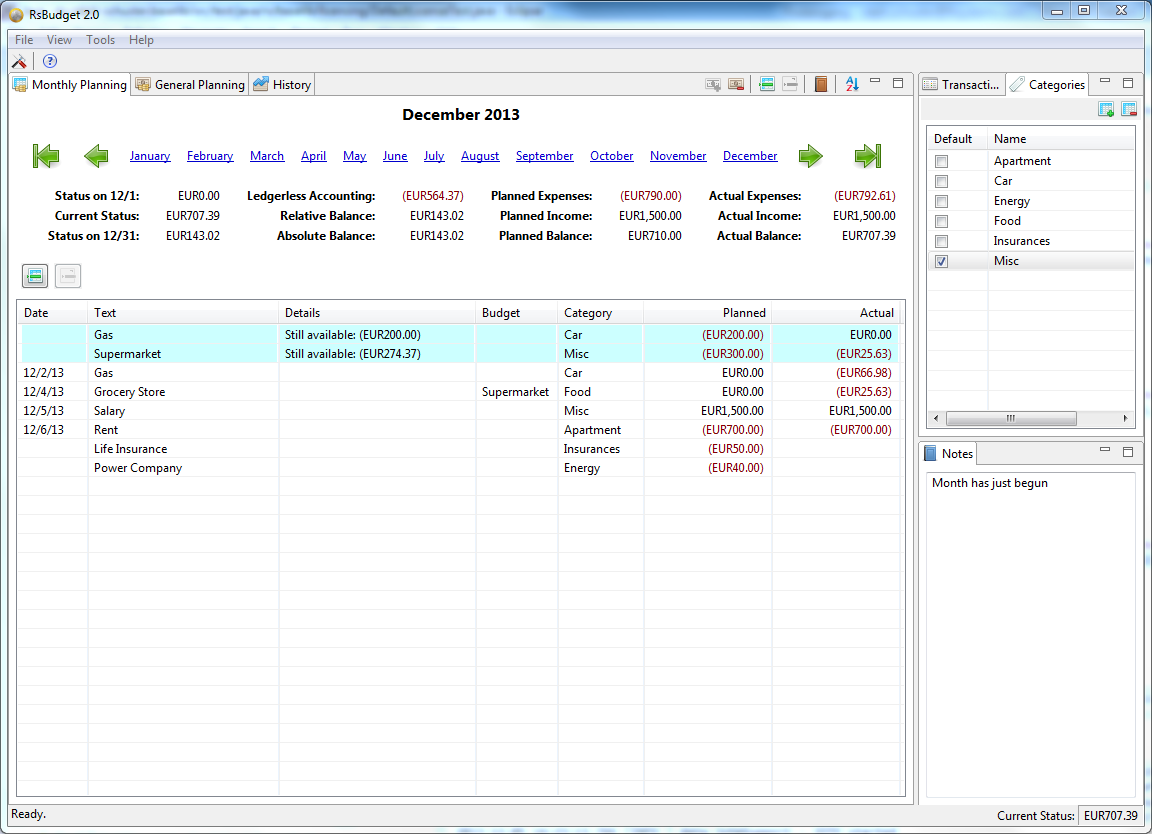 RsBudget 2.0
File View Tools Help
Monthly Planning General Planning History
December 2013
January February March April May June July August September October November December
Status on 12/1: EUR0.00 Ledgerless Accounting: (EUR564.37) Planned Expenses: (EUR790.00) Actual Expenses: (EUR792.61)
Current Status: EUR707.39 Relative Balance: EUR143.02 Planned Income: EUR1,500.00 Actual Income: EUR1,500.00
Status on 12/31: EUR143.02 Absolute Balance: EUR143.02 Planned Balance: EUR710.00 Actual Balance: EUR707.39
Date Text Details Budget Category Planned Actual
Gas Still available: (EUR200.00) Car (EUR200.00) EUR0.00
Supermarket Still available: (EUR274.37) Misc (EUR300.00) (EUR25.63)
12/2/13 Gas Car EUR0.00 (EUR66.98)
12/4/13 Grocery Store Supermarket Food EUR0.00 (EUR25.63)
12/5/13 Salary Misc EUR1,500.00 EUR1,500.00
12/6/13 Rent Apartment (EUR700.00) (EUR700.00)
Life Insurance Insurances (EUR50.00)
Power Company Energy (EUR40.00)
Transacti... Categories
Default Name
Apartment
Car
Energy
Food
Insurances
Misc
Notes
Month has just begun
Ready.
Current Status: EUR707.39